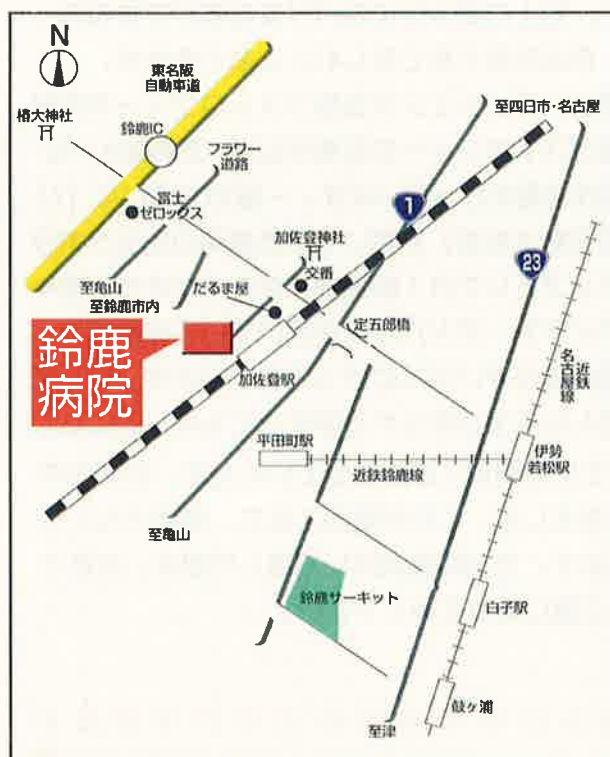 N
東名阪
自動車道
至四日市・名古屋
椿大神社
鈴鹿IC
フラワー
道路
1
富士
ゼロックス
加佐登神社
交番
23
至亀山
だるま屋
至鈴鹿市内
定五郎橋
鈴鹿
病院
加佐登駅
近鉄
名古屋線
平田町駅
近鉄鈴鹿線
伊勢
若松駅
至亀山
鈴鹿サーキット
白子駅
鼓ヶ浦
至津